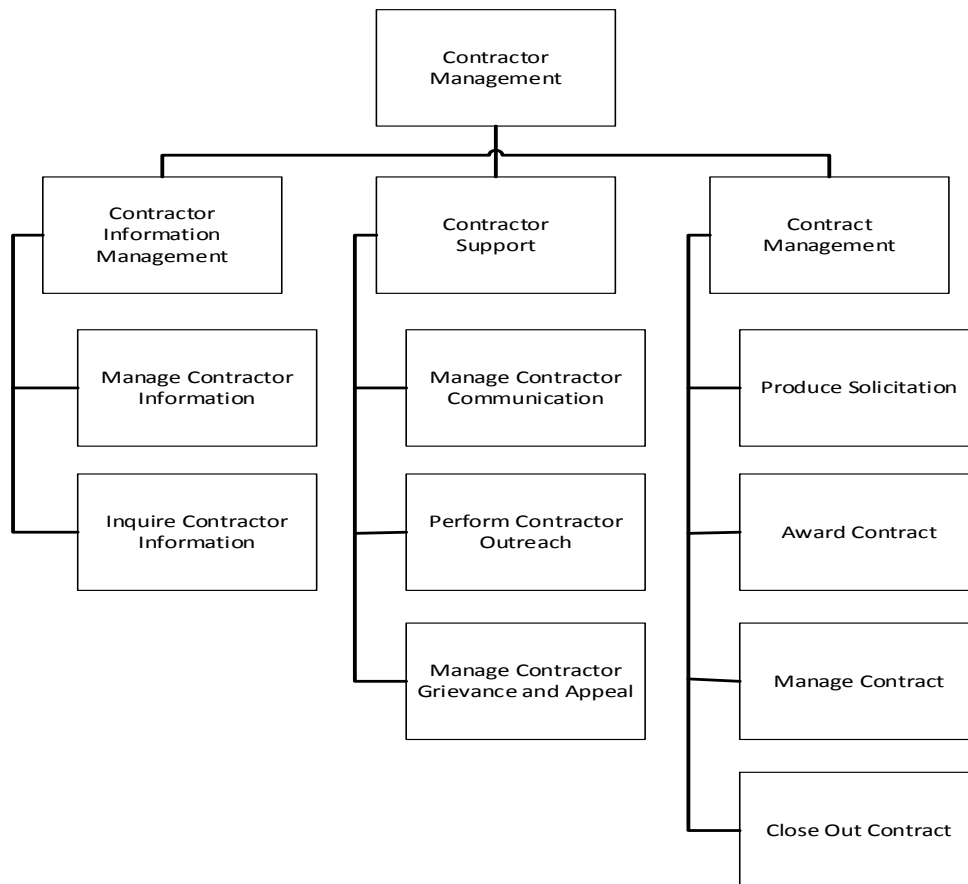 Contractor
Management
Contractor
Information
Management
Contractor
Support
Contract
Management
Manage Contractor
Information
Manage Contractor
Communication
Produce Solicitation
Inquire Contractor
Information
Perform Contractor
Outreach
Award Contract
Manage Contractor
Grievance and Appeal
Manage Contract
Close Out Contract